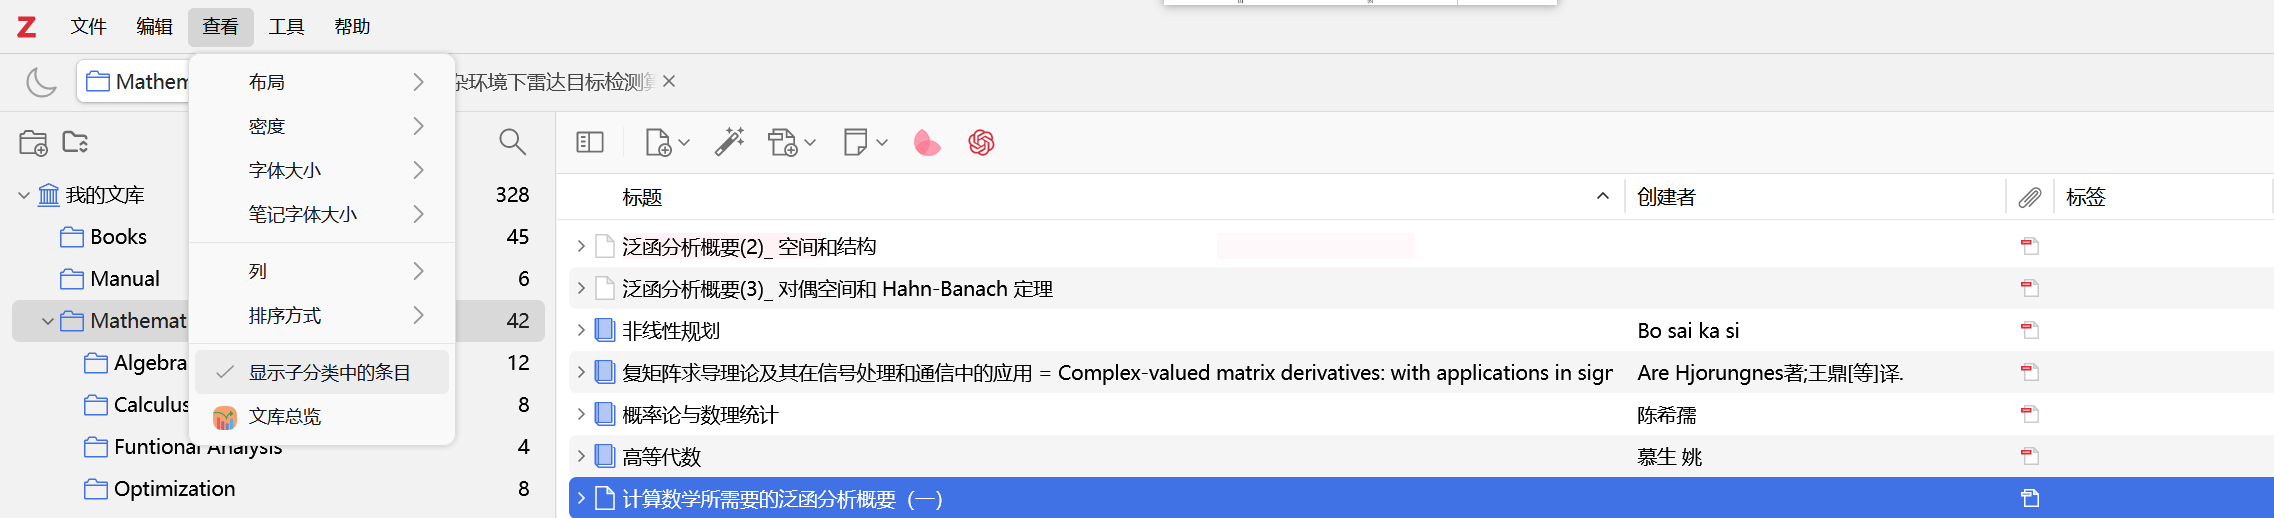 文件 编辑 查看 工具 帮助
Mathem 杂环境下雷达目标检测算
布局
密度
字体大小
笔记字体大小
列
排序方式
显示子分类中的条目
文库总览
我的文库 328
Books 45
Manual 6
Mathemat 42
Algebra 12
Calculus 8
Funtional Analysis 4
Optimization 8
标题 创建者 标签
泛函分析概要(2)_ 空间和结构
泛函分析概要(3)_ 对偶空间和 Hahn-Banach 定理
非线性规划 Bo sai ka si
复矩阵求导理论及其在信号处理和通信中的应用 = Complex-valued matrix derivatives: with applications in sign Are Hjorungnes著;王鼎[等]译.
概率论与数理统计 陈希孺
高等代数 慕生 姚
计算数学所需要的泛函分析概要（一）